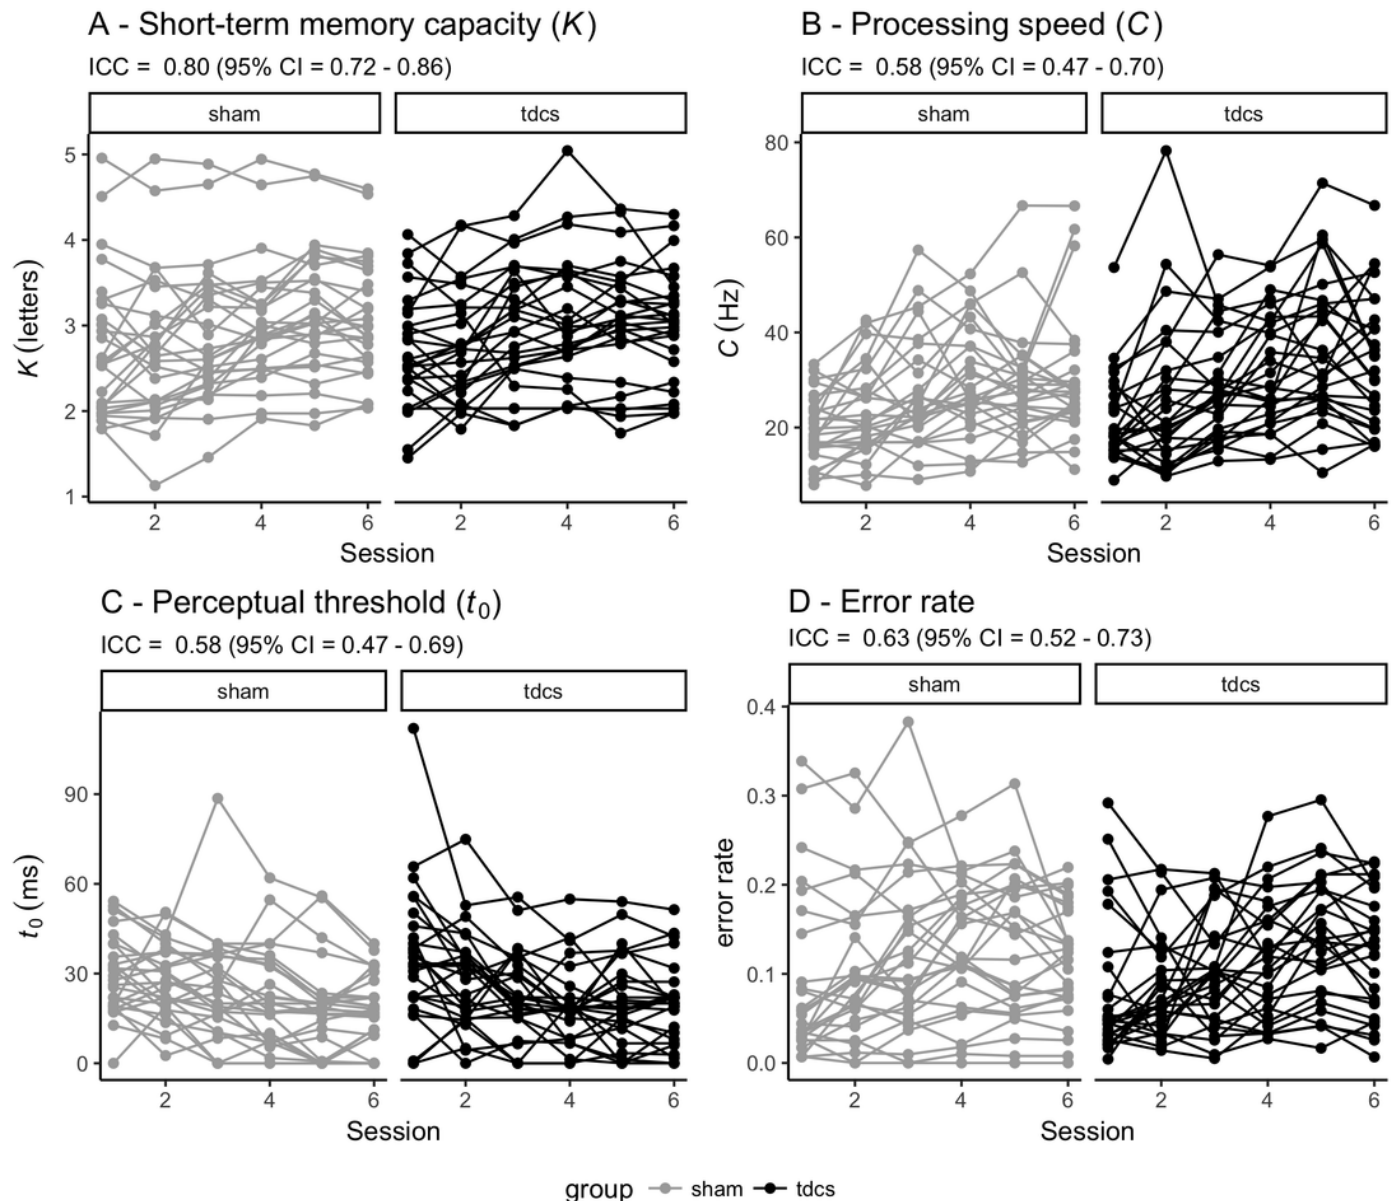 A - Short-term memory capacity (K)
ICC = 0.80 (95% CI = 0.72 - 0.86)
sham
tdcs
5
4
3
2
1
K (letters)
2
4
6
2
4
6
Session
B - Processing speed (C)
ICC = 0.58 (95% CI = 0.47 - 0.70)
sham
tdcs
80
60
40
20
C (Hz)
2
4
6
2
4
6
Session
C - Perceptual threshold (t0)
ICC = 0.58 (95% CI = 0.47 - 0.69)
sham
tdcs
90
60
30
0
t0 (ms)
2
4
6
2
4
6
Session
D - Error rate
ICC = 0.63 (95% CI = 0.52 - 0.73)
sham
tdcs
0.4
0.3
0.2
0.1
0.0
error rate
2
4
6
2
4
6
Session
group sham tdcs